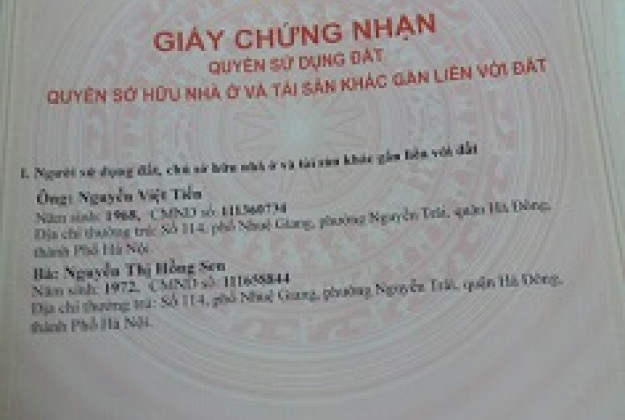 GIẤY CHỨNG NHẬN
QUYỀN SỬ DỤNG ĐẤT
QUYỀN SỞ HỮU NHÀ Ở VÀ TÀI SẢN KHÁC GẮN LIỀN VỚI ĐẤT
I. Người sử dụng đất, chủ sở hữu nhà ở và tài sản khác gắn liền với đất
Ông: Nguyễn Việt Tiến
Năm sinh: 1968, CMND số: 111360734
Địa chỉ thường trú: Số 114, phố Nhuệ Giang, phường Nguyễn Trãi, quận Hà Đông,
thành Phố Hà Nội.
Bà: Nguyễn Thị Hồng Sen
Năm sinh: 1972, CMND số: 111658844
Địa chỉ thường trú: Số 114, phố Nhuệ Giang, phường Nguyễn Trãi, quận Hà Đông,
thành Phố Hà Nội.